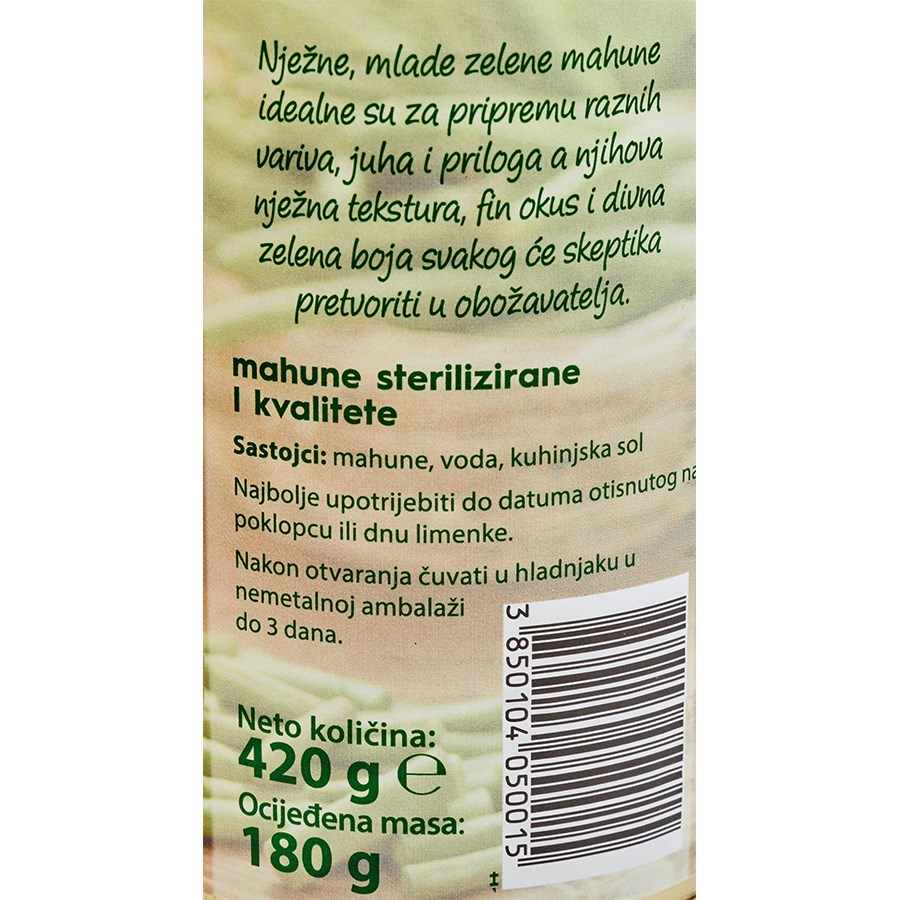 Nježne, mlade zelene mahune
idealne su za pripremu raznih
variva, juha i priloga a njihova
nježna tekstura, fin okus i divna
zelena boja svakog će skeptika
pretvoriti u obožavatelja.
mahune sterilizirane
I kvalitete
Sastojci: mahune, voda, kuhinjska sol
Najbolje upotrijebiti do datuma otisnutog na
poklopcu ili dnu limenke.
Nakon otvaranja čuvati u hladnjaku u
nemetalnoj ambalaži
do 3 dana.
Neto količina:
420 g ℮
Ocijeđena masa:
180 g
3 850104 050015